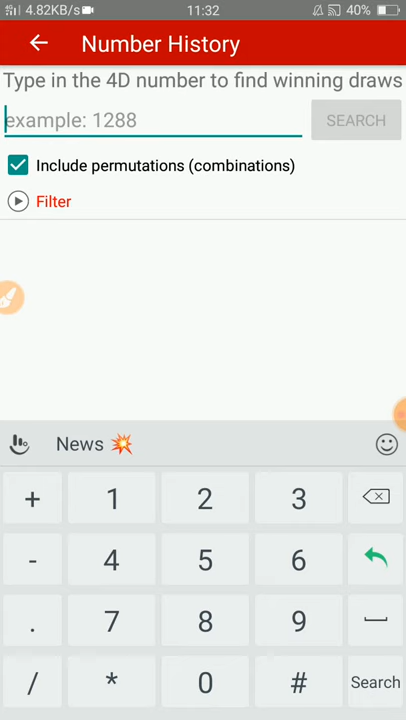 4G 4.82KB/s 11:32 40%
Number History
Type in the 4D number to find winning draws
example: 1288 SEARCH
Include permutations (combinations)
Filter
News 💥
+ 1 2 3
- 4 5 6
. 7 8 9
/ * 0 # Search